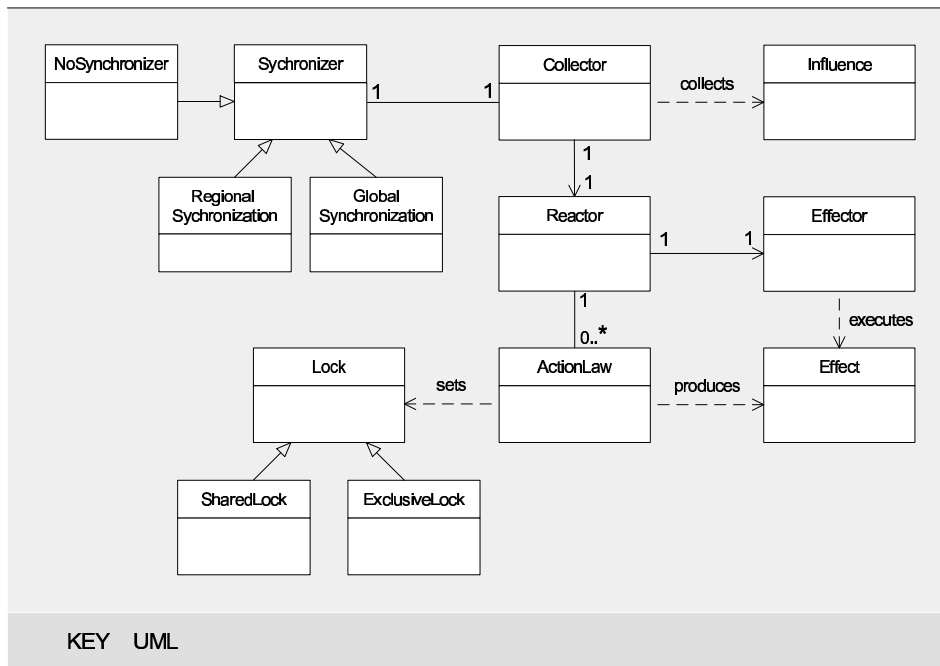 NoSynchronizer
Sychronizer
Collector
Influence
1
1
collects
1
1
Regional
Sychronization
Global
Synchronization
Reactor
Effector
1
1
1
0..*
executes
Lock
sets
ActionLaw
produces
Effect
SharedLock
ExclusiveLock
KEY UML